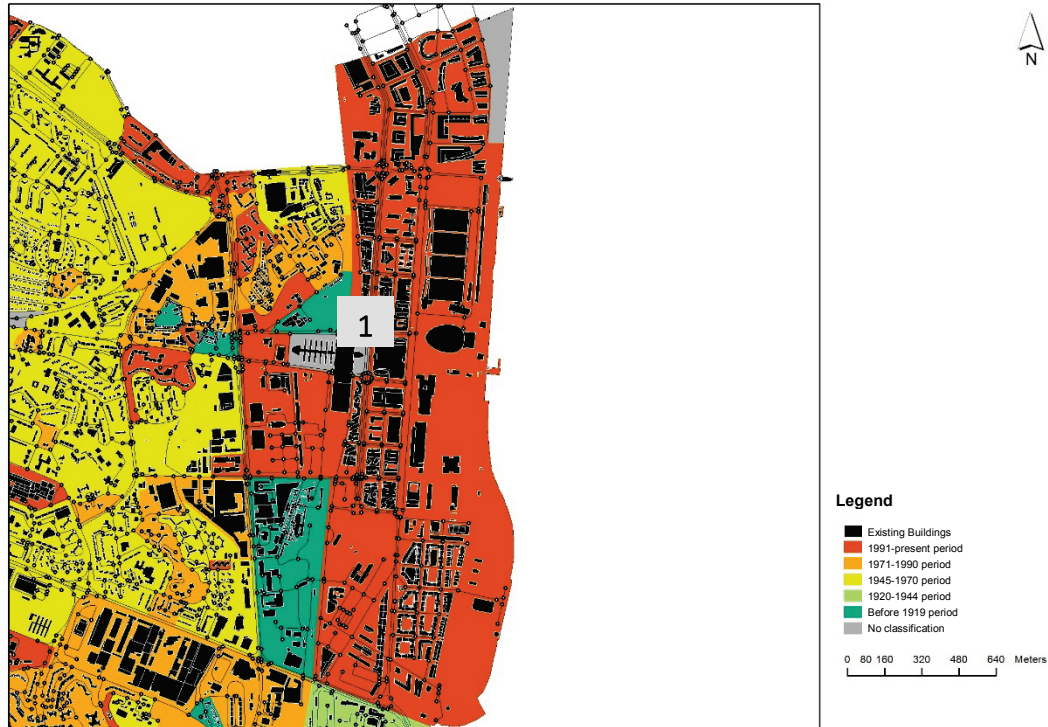 N
1
Legend
Existing Buildings
1991-present period
1971-1990 period
1945-1970 period
1920-1944 period
Before 1919 period
No classification
0 80 160 320 480 640 Meters